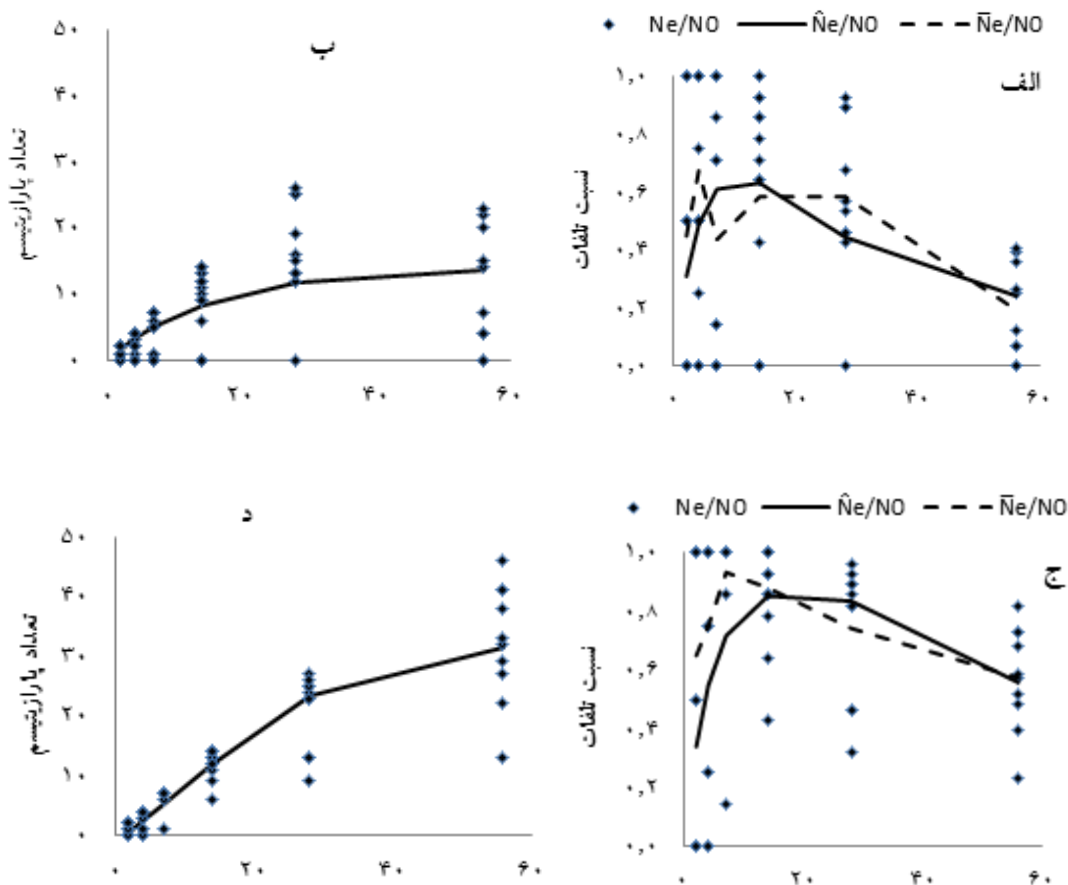 Ne/NO N̂e/NO N̄e/NO
الف
نسبت تلفات
۱,۰
۰,۸
۰,۶
۰,۴
۰,۲
۰,۰
۰ ۲۰ ۴۰ ۶۰
ب
تعداد پارازیتیسم
۵۰
۴۰
۳۰
۲۰
۱۰
۰
۰ ۲۰ ۴۰ ۶۰
Ne/NO N̂e/NO N̄e/NO
ج
نسبت تلفات
۱,۰
۰,۸
۰,۶
۰,۴
۰,۲
۰,۰
۰ ۲۰ ۴۰ ۶۰
د
تعداد پارازیتیسم
۵۰
۴۰
۳۰
۲۰
۱۰
۰
۰ ۲۰ ۴۰ ۶۰